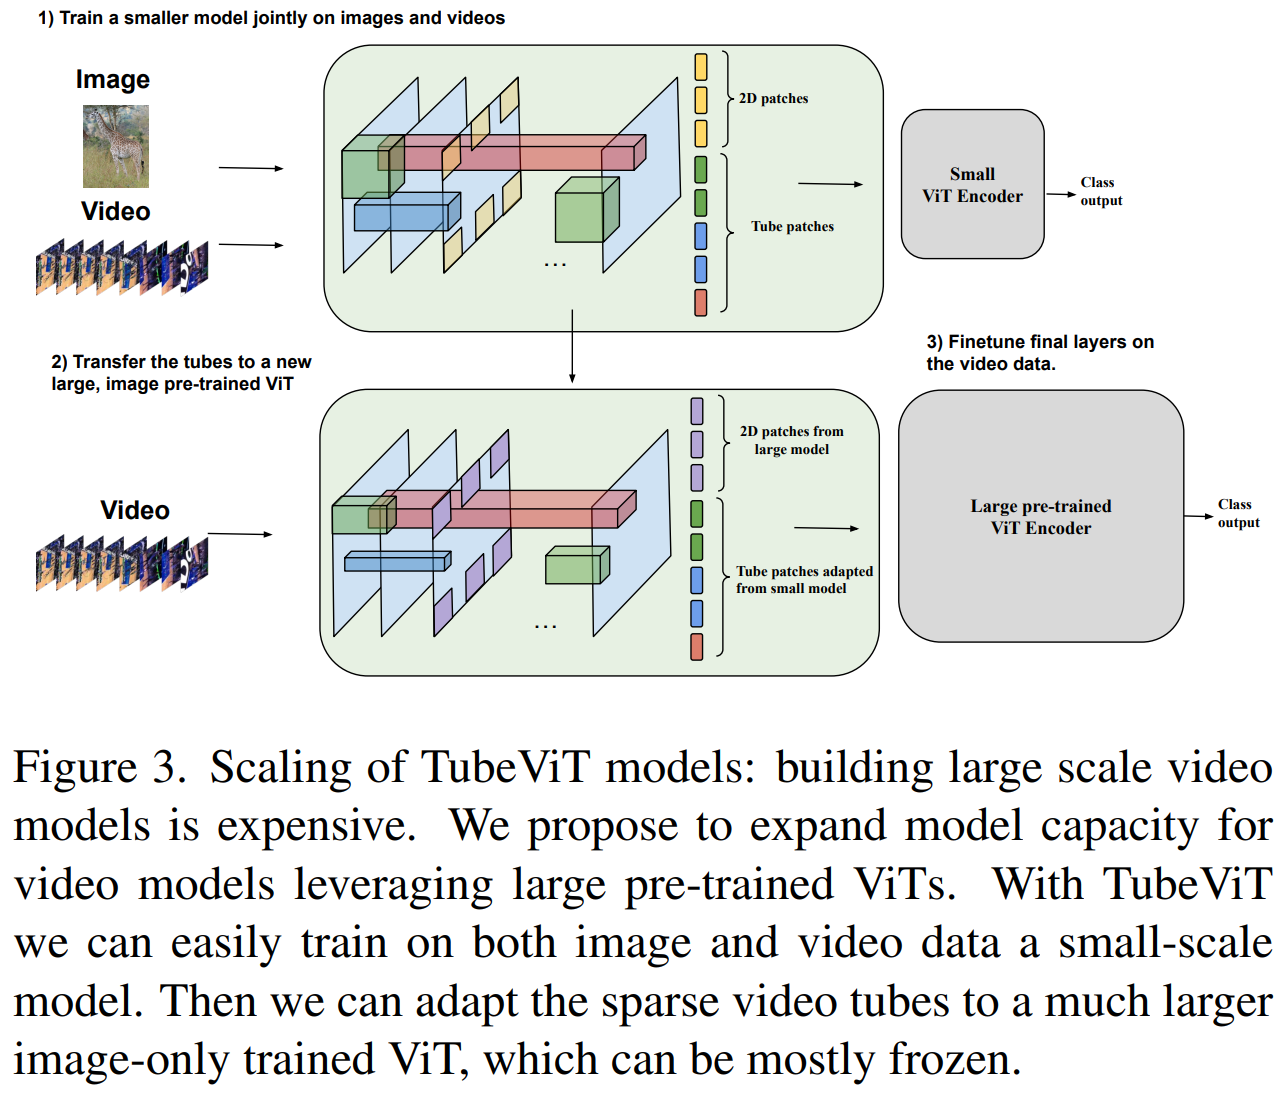 1) Train a smaller model jointly on images and videos
Image
Video
2D patches
Tube patches
...
Small
ViT Encoder
Class
output
2) Transfer the tubes to a new
large, image pre-trained ViT
3) Finetune final layers on
the video data.
Video
2D patches from
large model
Tube patches adapted
from small model
...
Large pre-trained
ViT Encoder
Class
output
Figure 3. Scaling of TubeViT models: building large scale video
models is expensive. We propose to expand model capacity for
video models leveraging large pre-trained ViTs. With TubeViT
we can easily train on both image and video data a small-scale
model. Then we can adapt the sparse video tubes to a much larger
image-only trained ViT, which can be mostly frozen.